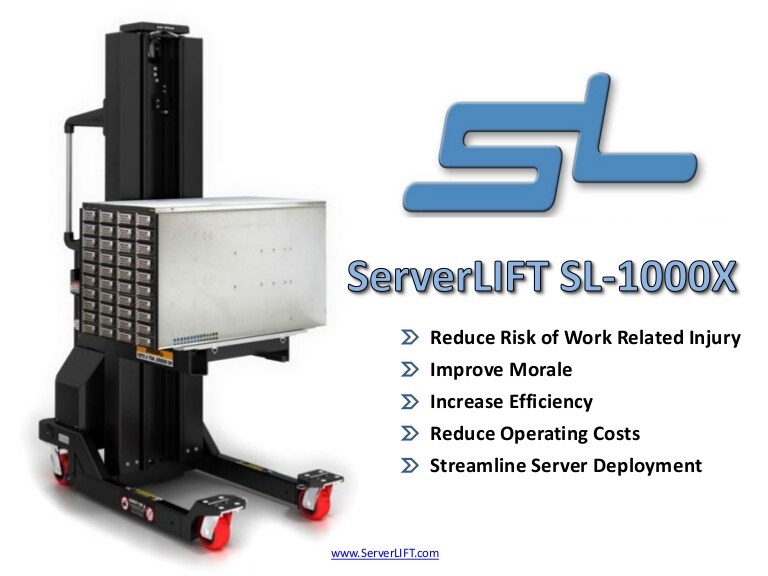 SL
ServerLIFT SL-1000X
Reduce Risk of Work Related Injury
Improve Morale
Increase Efficiency
Reduce Operating Costs
Streamline Server Deployment
www.ServerLIFT.com